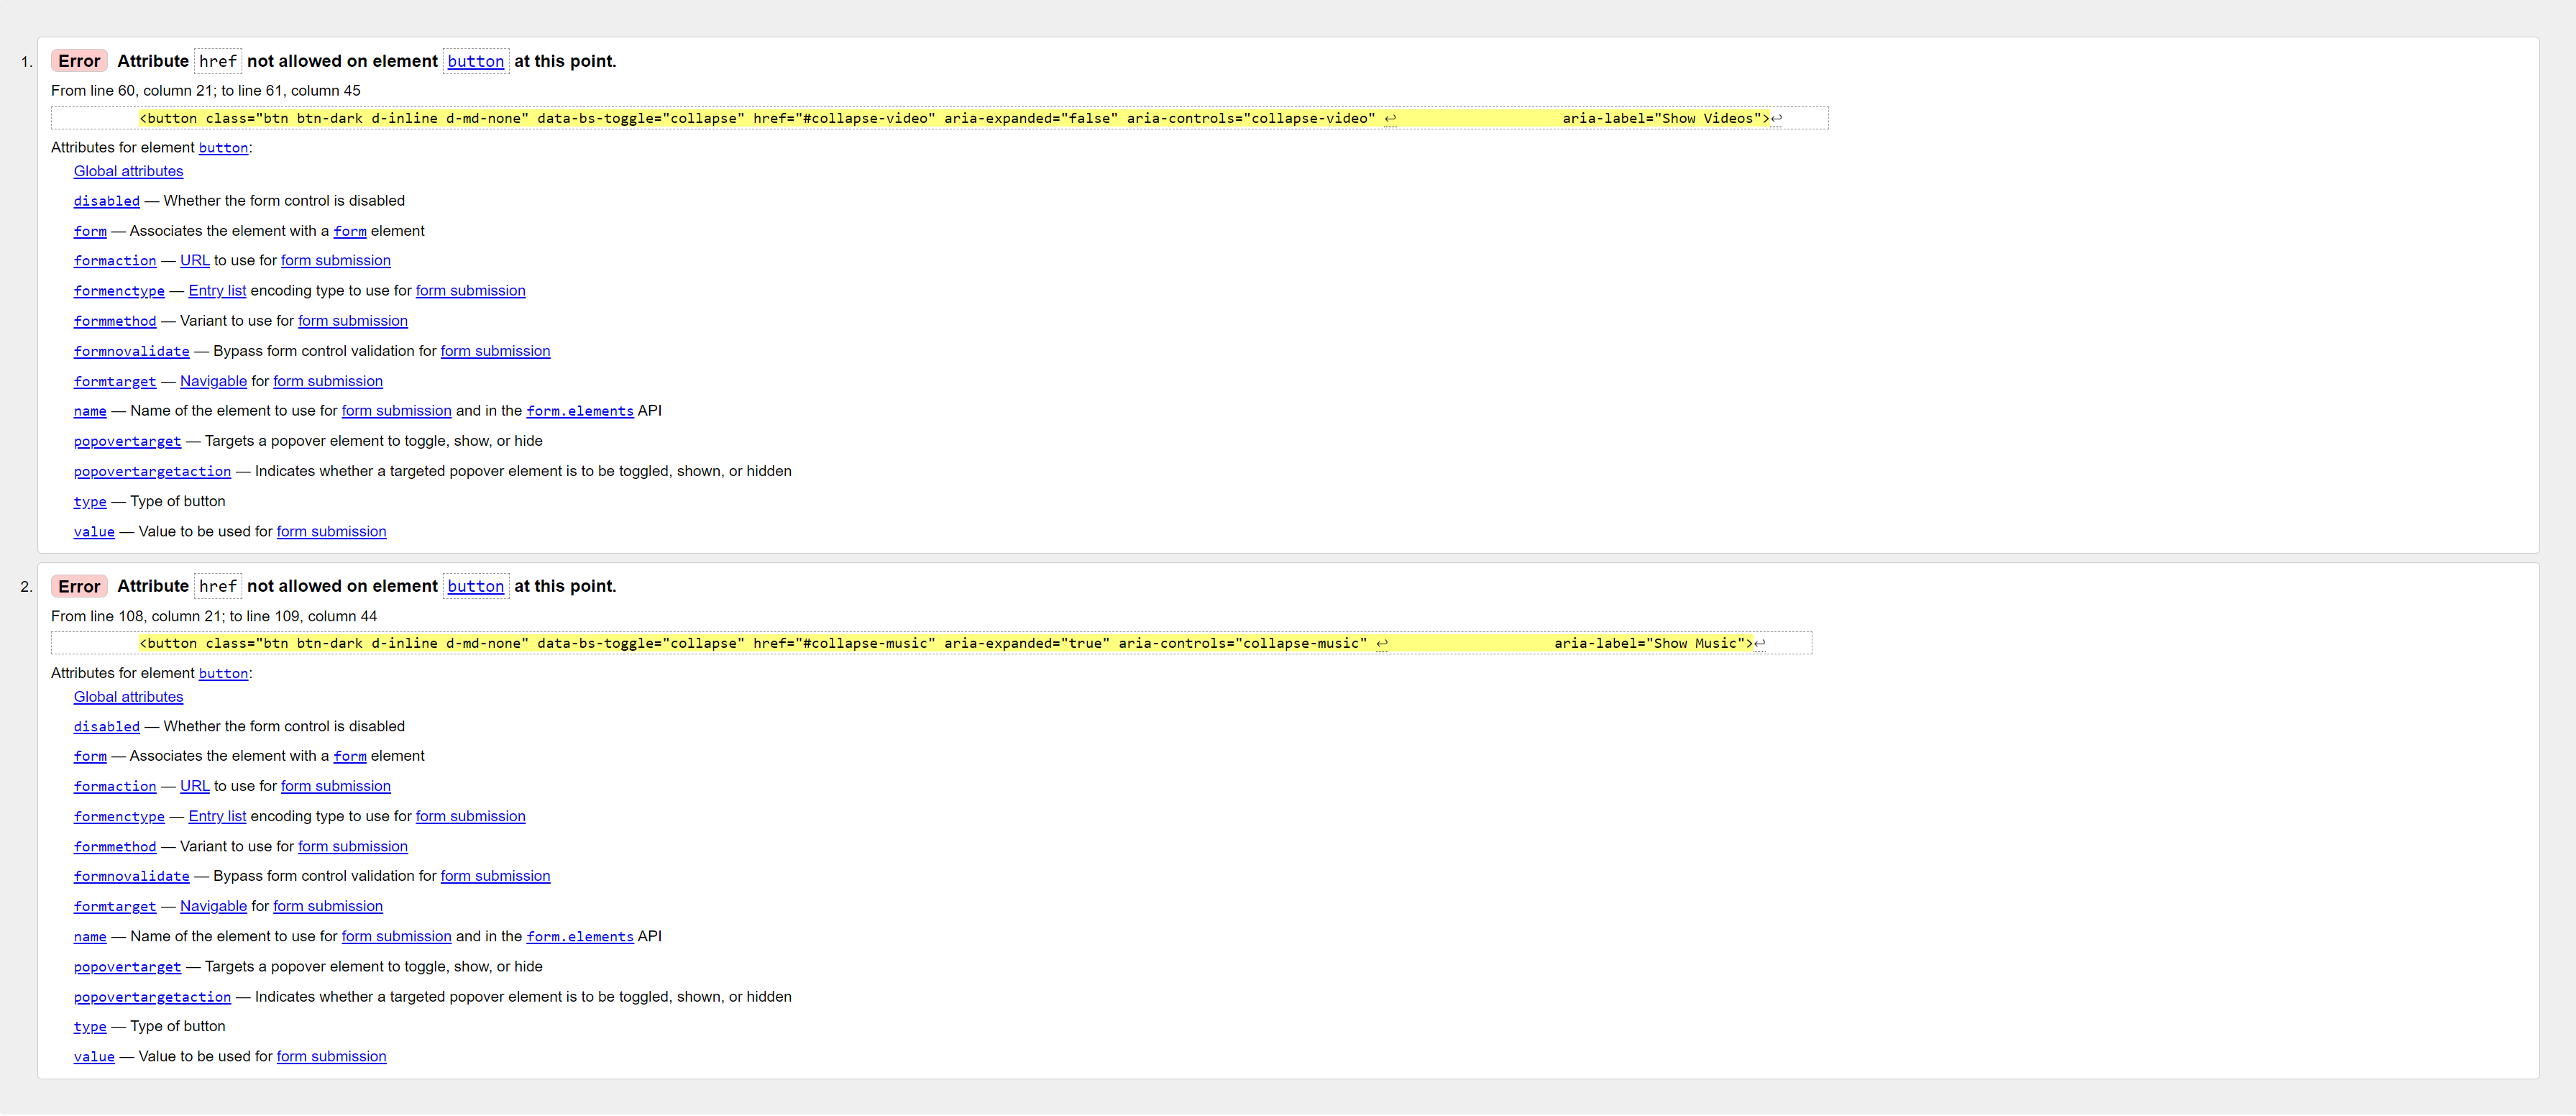 1. Error Attribute href not allowed on element button at this point.
From line 60, column 21; to line 61, column 45
<button class="btn btn-dark d-inline d-md-none" data-bs-toggle="collapse" href="#collapse-video" aria-expanded="false" aria-controls="collapse-video" ↩ aria-label="Show Videos">↩
Attributes for element button:
Global attributes
disabled — Whether the form control is disabled
form — Associates the element with a form element
formaction — URL to use for form submission
formenctype — Entry list encoding type to use for form submission
formmethod — Variant to use for form submission
formnovalidate — Bypass form control validation for form submission
formtarget — Navigable for form submission
name — Name of the element to use for form submission and in the form.elements API
popovertarget — Targets a popover element to toggle, show, or hide
popovertargetaction — Indicates whether a targeted popover element is to be toggled, shown, or hidden
type — Type of button
value — Value to be used for form submission
2. Error Attribute href not allowed on element button at this point.
From line 108, column 21; to line 109, column 44
<button class="btn btn-dark d-inline d-md-none" data-bs-toggle="collapse" href="#collapse-music" aria-expanded="true" aria-controls="collapse-music" ↩ aria-label="Show Music">↩
Attributes for element button:
Global attributes
disabled — Whether the form control is disabled
form — Associates the element with a form element
formaction — URL to use for form submission
formenctype — Entry list encoding type to use for form submission
formmethod — Variant to use for form submission
formnovalidate — Bypass form control validation for form submission
formtarget — Navigable for form submission
name — Name of the element to use for form submission and in the form.elements API
popovertarget — Targets a popover element to toggle, show, or hide
popovertargetaction — Indicates whether a targeted popover element is to be toggled, shown, or hidden
type — Type of button
value — Value to be used for form submission